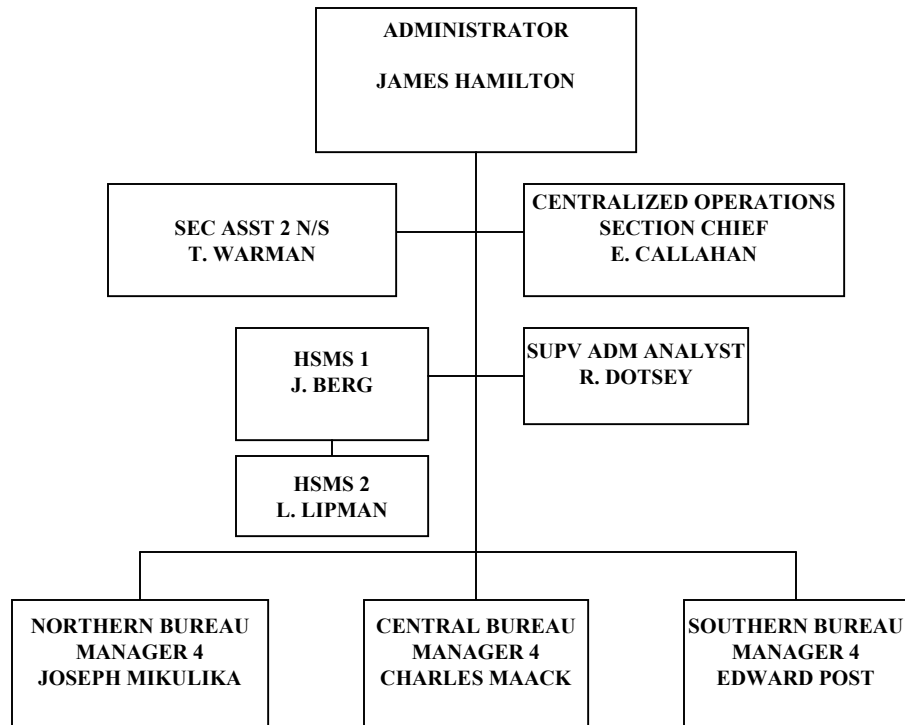 ADMINISTRATOR
JAMES HAMILTON
SEC ASST 2 N/S
T. WARMAN
CENTRALIZED OPERATIONS
SECTION CHIEF
E. CALLAHAN
HSMS 1
J. BERG
SUPV ADM ANALYST
R. DOTSEY
HSMS 2
L. LIPMAN
NORTHERN BUREAU
MANAGER 4
JOSEPH MIKULIKA
CENTRAL BUREAU
MANAGER 4
CHARLES MAACK
SOUTHERN BUREAU
MANAGER 4
EDWARD POST